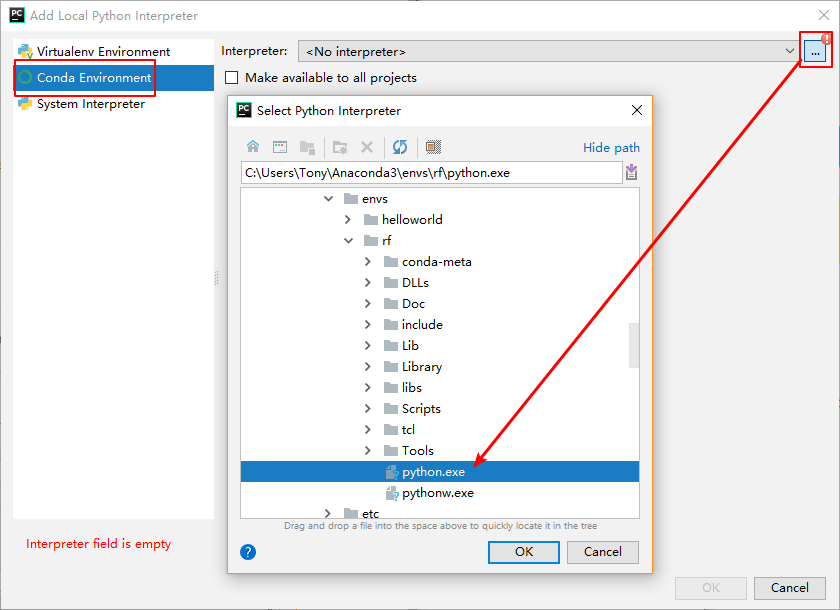 PC Add Local Python Interpreter
Virtualenv Environment
Conda Environment
System Interpreter
Interpreter: <No interpreter> ...
Make available to all projects
PC Select Python Interpreter
Hide path
C:\Users\Tony\Anaconda3\envs\rf\python.exe
envs
helloworld
rf
conda-meta
DLLs
Doc
include
Lib
Library
libs
Scripts
tcl
Tools
python.exe
pythonw.exe
etc
Drag and drop a file into the space above to quickly locate it in the tree
? OK Cancel
Interpreter field is empty
OK Cancel